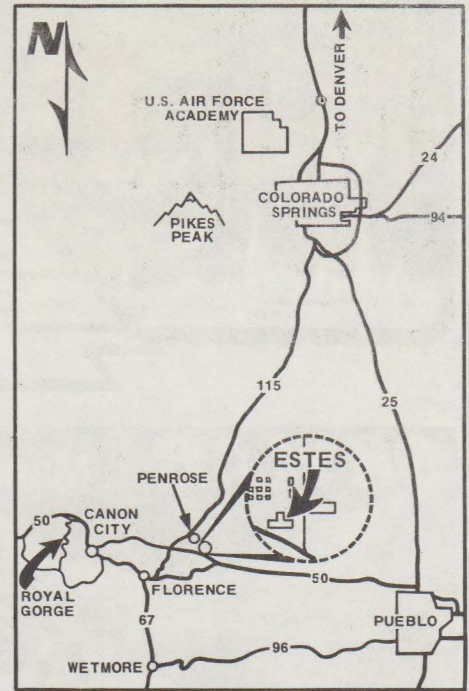 N
TO DENVER
U.S. AIR FORCE
ACADEMY
24
COLORADO
SPRINGS
94
PIKES
PEAK
115
25
ESTES
PENROSE
50
CANON
CITY
ROYAL
GORGE
FLORENCE
50
67
PUEBLO
96
WETMORE